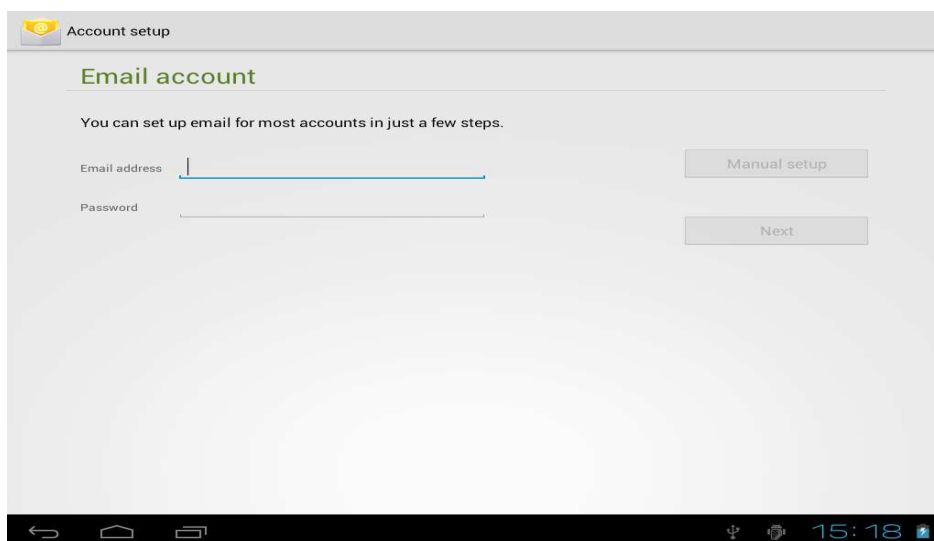 Account setup
Email account
You can set up email for most accounts in just a few steps.
Email address
Manual setup
Password
Next
15:18